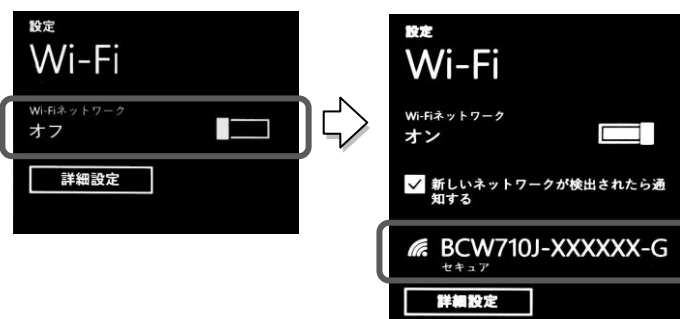 設定
Wi-Fi
Wi-Fiネットワーク
オフ
詳細設定
設定
Wi-Fi
Wi-Fiネットワーク
オン
新しいネットワークが検出されたら通
知する
BCW710J-XXXXXX-G
セキュア
詳細設定